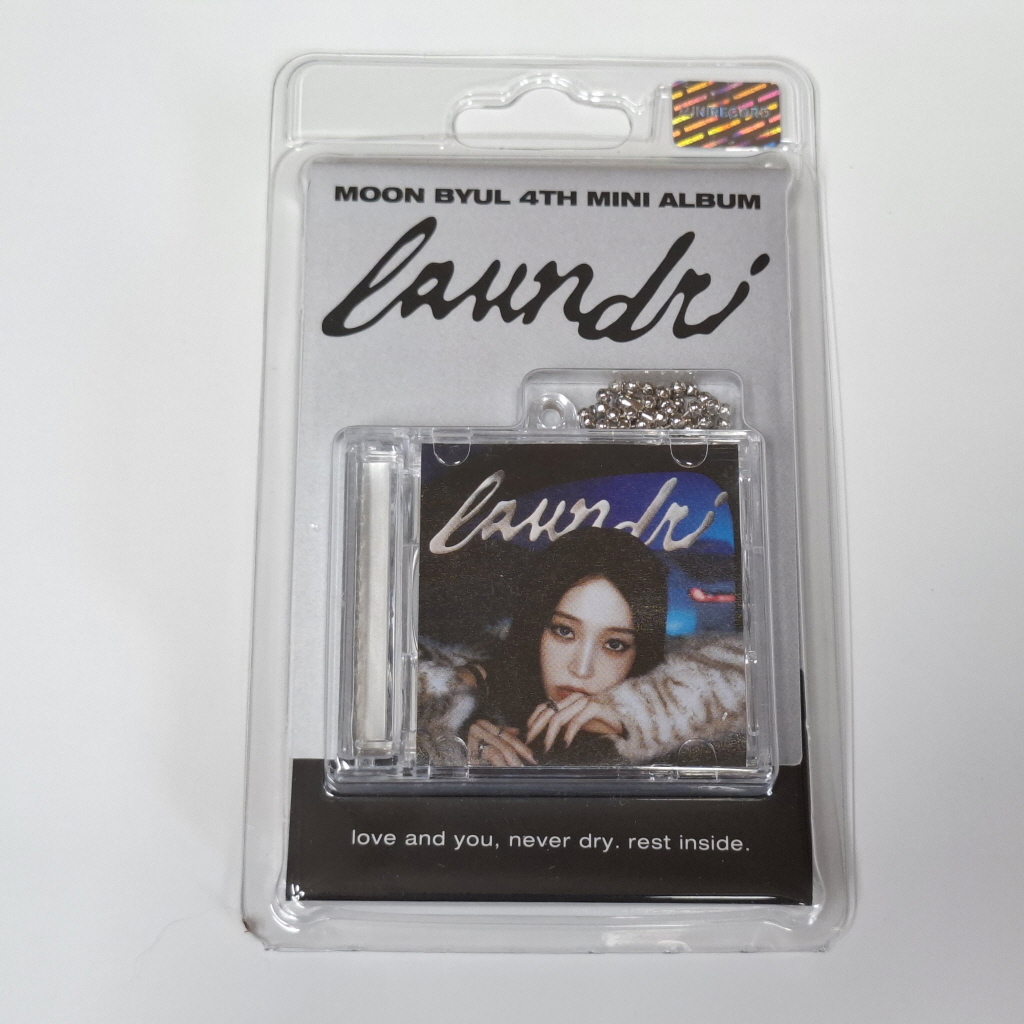 MOON BYUL 4TH MINI ALBUM
laundri
laundri
love and you, never dry. rest inside.